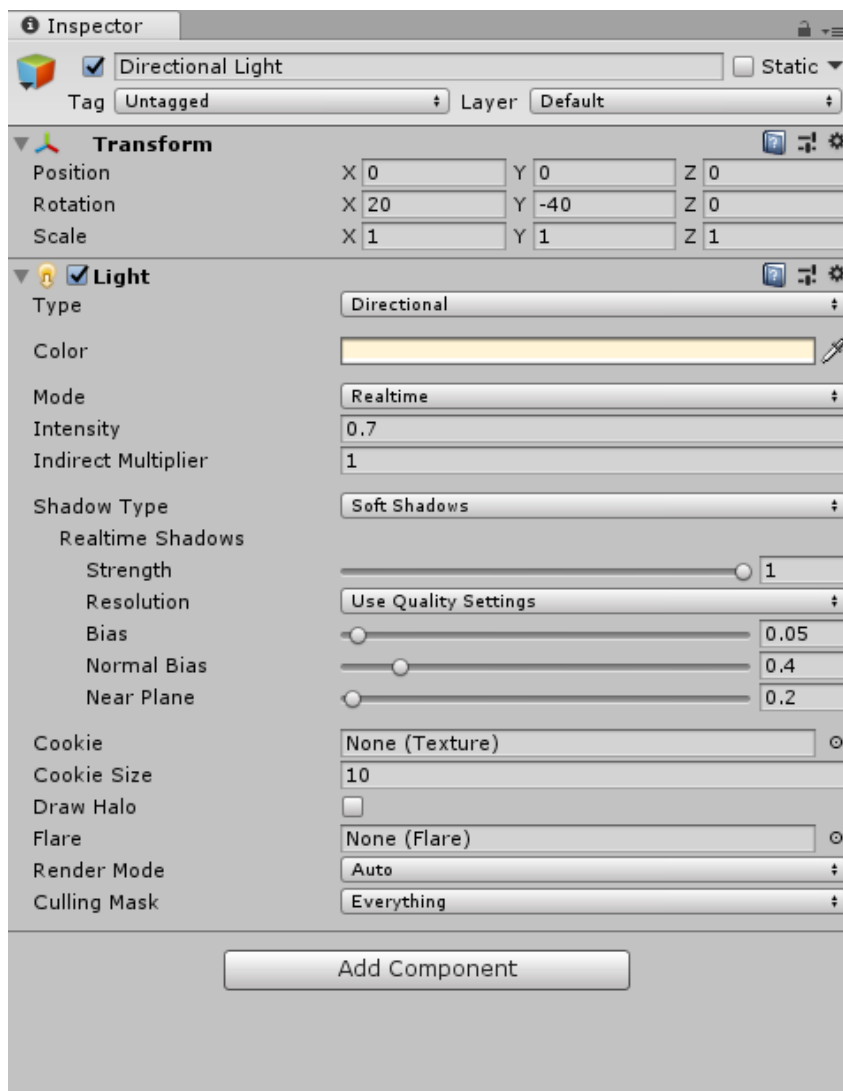 Inspector
Directional Light Static
Tag Untagged Layer Default
Transform
Position X 0 Y 0 Z 0
Rotation X 20 Y -40 Z 0
Scale X 1 Y 1 Z 1
Light
Type Directional
Color
Mode Realtime
Intensity 0.7
Indirect Multiplier 1
Shadow Type Soft Shadows
Realtime Shadows
Strength 1
Resolution Use Quality Settings
Bias 0.05
Normal Bias 0.4
Near Plane 0.2
Cookie None (Texture)
Cookie Size 10
Draw Halo
Flare None (Flare)
Render Mode Auto
Culling Mask Everything
Add Component